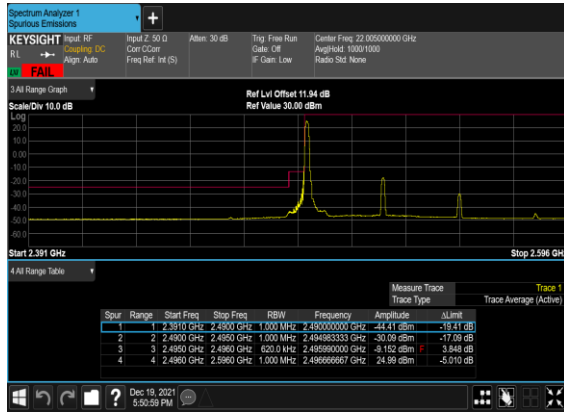 Spectrum Analyzer 1
Spurious Emissions
KEYSIGHT
RL
Input: RF
Coupling: DC
Align: Auto
Input Z: 50 Ω
Corr CCorr
Freq Ref: Int (S)
Atten: 30 dB
Trig: Free Run
Gate: Off
IF Gain: Low
Center Freq: 22.005000000 GHz
Avg|Hold: 1000/1000
Radio Std: None
FAIL
3 All Range Graph
Scale/Div 10.0 dB
Ref Lvl Offset 11.94 dB
Ref Value 30.00 dBm
Log
20.0
10.0
0.00
-10.0
-20.0
-30.0
-40.0
-50.0
-60.0
Start 2.391 GHz
Stop 2.596 GH
4 All Range Table
Measure Trace Trace 1
Trace Type Trace Average (Active)
Spur Range Start Freq Stop Freq RBW Frequency Amplitude ΔLimit
1 1 2.3910 GHz 2.4900 GHz 1.000 MHz 2.490000000 GHz -44.41 dBm -19.41 dB
2 2 2.4900 GHz 2.4950 GHz 1.000 MHz 2.494983333 GHz -30.09 dBm -17.09 dB
3 3 2.4950 GHz 2.4960 GHz 620.0 kHz 2.495990000 GHz -9.152 dBm F 3.848 dB
4 4 2.4960 GHz 2.5960 GHz 1.000 MHz 2.496666667 GHz 24.99 dBm -5.010 dB
Dec 19, 2021
5:50:59 PM